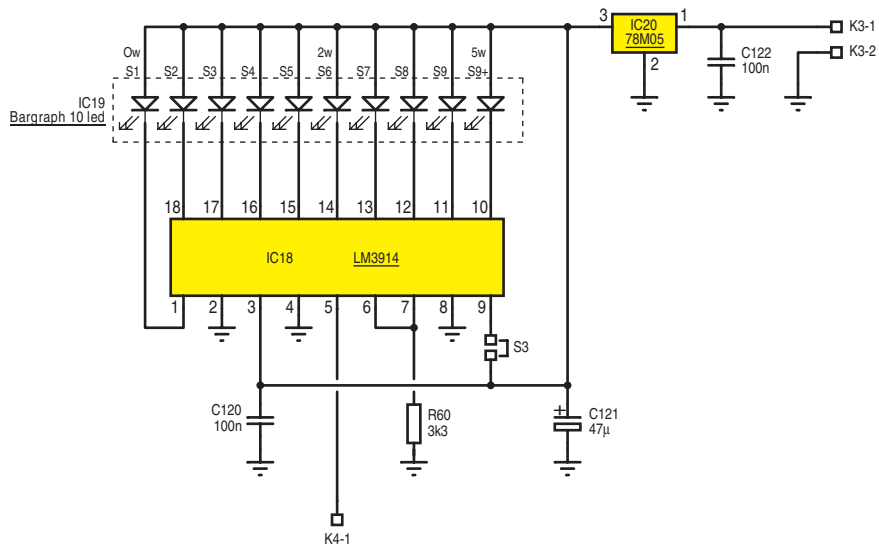 3
IC20
78M05
1
K3-1
K3-2
2
C122
100n
0w
2w
5w
S1 S2 S3 S4 S5 S6 S7 S8 S9 S9+
IC19
Bargraph 10 led
18 17 16 15 14 13 12 11 10
IC18 LM3914
1 2 3 4 5 6 7 8 9
S3
C120
100n
R60
3k3
+
C121
47µ
K4-1